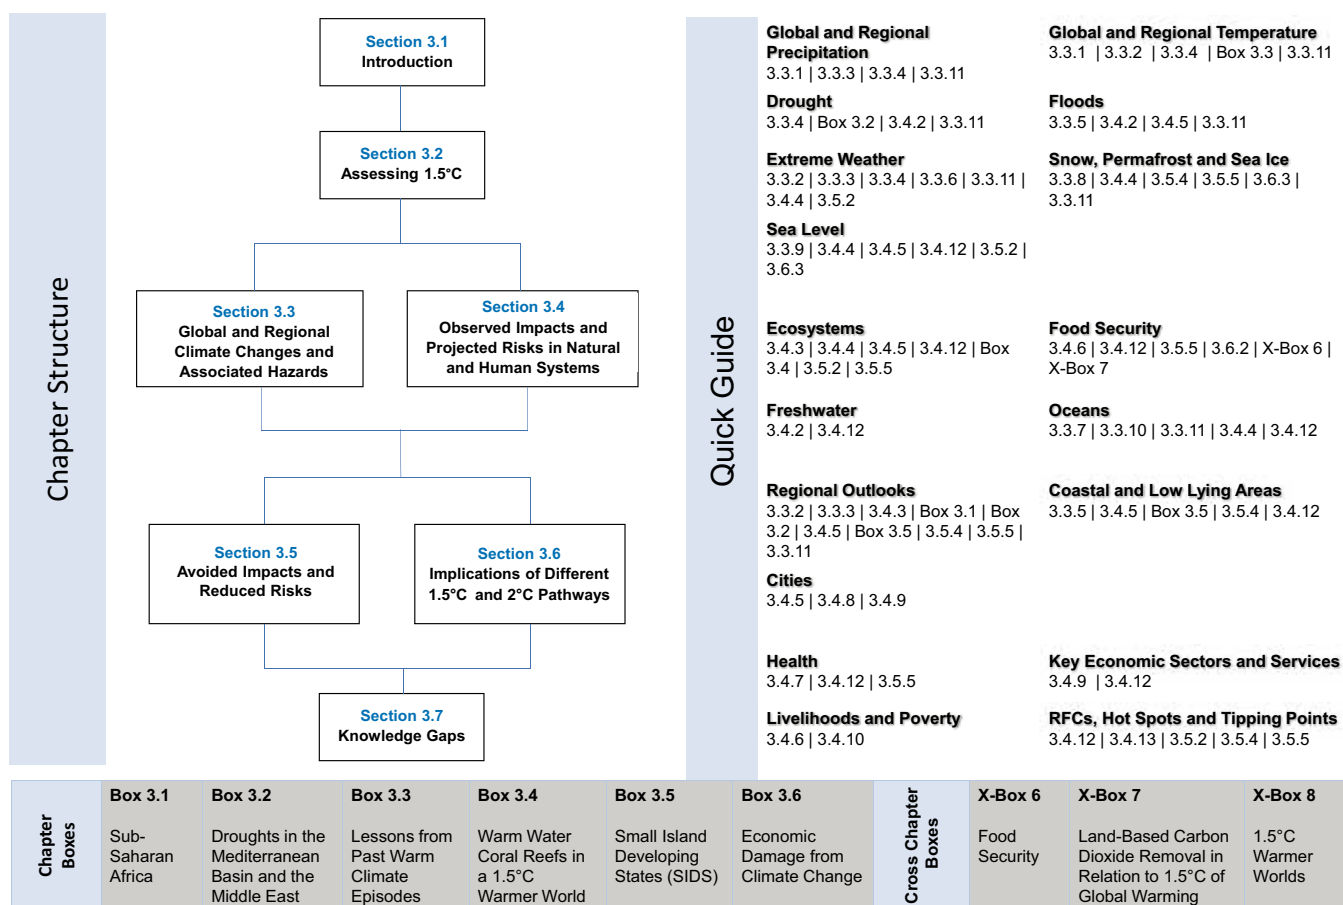 Chapter Structure
Section 3.1
Introduction
Section 3.2
Assessing 1.5°C
Section 3.3
Global and Regional
Climate Changes and
Associated Hazards
Section 3.4
Observed Impacts and
Projected Risks in Natural
and Human Systems
Section 3.5
Avoided Impacts and
Reduced Risks
Section 3.6
Implications of Different
1.5°C and 2°C Pathways
Section 3.7
Knowledge Gaps
Quick Guide
Global and Regional
Precipitation
3.3.1 | 3.3.3 | 3.3.4 | 3.3.11
Global and Regional Temperature
3.3.1 | 3.3.2 | 3.3.4 | Box 3.3 | 3.3.11
Drought
3.3.4 | Box 3.2 | 3.4.2 | 3.3.11
Floods
3.3.5 | 3.4.2 | 3.4.5 | 3.3.11
Extreme Weather
3.3.2 | 3.3.3 | 3.3.4 | 3.3.6 | 3.3.11 |
3.4.4 | 3.5.2
Snow, Permafrost and Sea Ice
3.3.8 | 3.4.4 | 3.5.4 | 3.5.5 | 3.6.3 |
3.3.11
Sea Level
3.3.9 | 3.4.4 | 3.4.5 | 3.4.12 | 3.5.2 |
3.6.3
Ecosystems
3.4.3 | 3.4.4 | 3.4.5 | 3.4.12 | Box
3.4 | 3.5.2 | 3.5.5
Food Security
3.4.6 | 3.4.12 | 3.5.5 | 3.6.2 | X-Box 6 |
X-Box 7
Freshwater
3.4.2 | 3.4.12
Oceans
3.3.7 | 3.3.10 | 3.3.11 | 3.4.4 | 3.4.12
Regional Outlooks
3.3.2 | 3.3.3 | 3.4.3 | Box 3.1 | Box
3.2 | 3.4.5 | Box 3.5 | 3.5.4 | 3.5.5 |
3.3.11
Coastal and Low Lying Areas
3.3.5 | 3.4.5 | Box 3.5 | 3.5.4 | 3.4.12
Cities
3.4.5 | 3.4.8 | 3.4.9
Health
3.4.7 | 3.4.12 | 3.5.5
Key Economic Sectors and Services
3.4.9 | 3.4.12
Livelihoods and Poverty
3.4.6 | 3.4.10
RFCs, Hot Spots and Tipping Points
3.4.12 | 3.4.13 | 3.5.2 | 3.5.4 | 3.5.5
Chapter
Boxes
Box 3.1
Sub-
Saharan
Africa
Box 3.2
Droughts in the
Mediterranean
Basin and the
Middle East
Box 3.3
Lessons from
Past Warm
Climate
Episodes
Box 3.4
Warm Water
Coral Reefs in
a 1.5°C
Warmer World
Box 3.5
Small Island
Developing
States (SIDS)
Box 3.6
Economic
Damage from
Climate Change
Cross Chapter
Boxes
X-Box 6
Food
Security
X-Box 7
Land-Based Carbon
Dioxide Removal in
Relation to 1.5°C of
Global Warming
X-Box 8
1.5°C
Warmer
Worlds